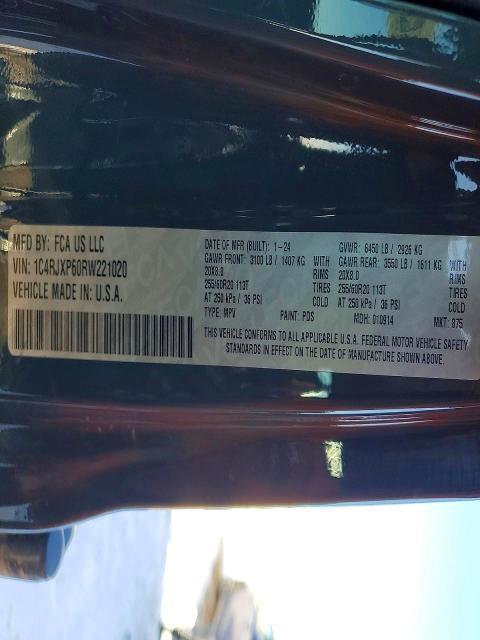 MFD BY: FCA US LLC
VIN: 1C4RJXP60RW221020
VEHICLE MADE IN: U.S.A.
DATE OF MFR (BUILT): 1-24 GVWR: 6450 LB / 2926 KG
GAWR FRONT: 3100 LB / 1407 KG WITH GAWR REAR: 3550 LB / 1611 KG WITH
20X8.0 RIMS 20X8.0 RIMS
255/60R20 113T TIRES 255/60R20 113T TIRES
AT 250 kPa / 36 PSI COLD AT 250 kPa / 36 PSI COLD
TYPE: MPV PAINT: PDS MDH: 010914 MKT: 875
THIS VEHICLE CONFORMS TO ALL APPLICABLE U.S.A. FEDERAL MOTOR VEHICLE SAFETY
STANDARDS IN EFFECT ON THE DATE OF MANUFACTURE SHOWN ABOVE.